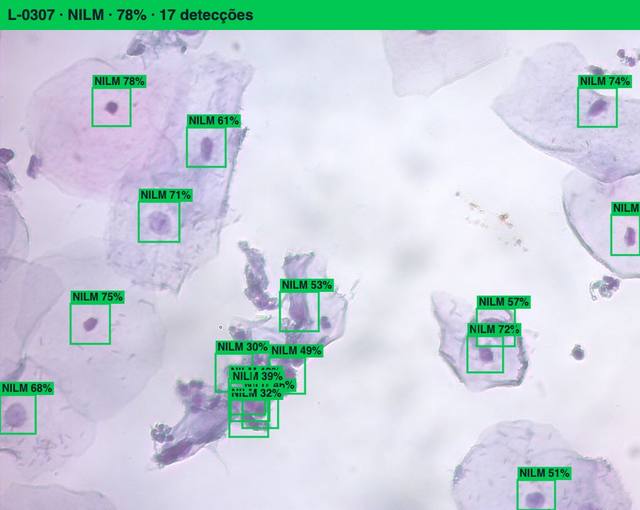 L-0307 · NILM · 78% · 17 detecções
NILM 78%
NILM 74%
NILM 61%
NILM 71%
NILM
NILM 53%
NILM 75%
NILM 57%
NILM 72%
NILM 30%
NILM 49%
NILM 39%
NILM 32%
NILM 68%
NILM 51%